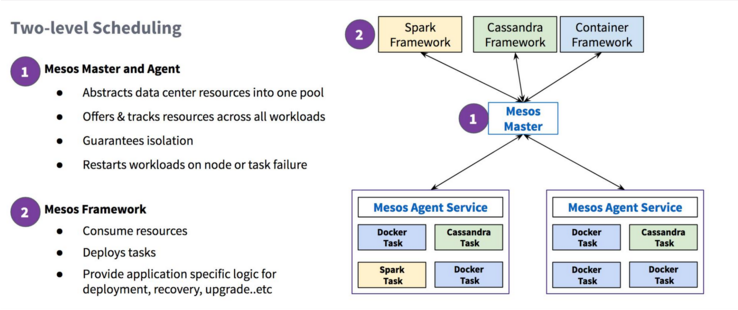 Two-level Scheduling
1 Mesos Master and Agent
● Abstracts data center resources into one pool
● Offers & tracks resources across all workloads
● Guarantees isolation
● Restarts workloads on node or task failure
2 Mesos Framework
● Consume resources
● Deploys tasks
● Provide application specific logic for
deployment, recovery, upgrade..etc
2
Spark
Framework
Cassandra
Framework
Container
Framework
1
Mesos
Master
Mesos Agent Service
Docker
Task
Cassandra
Task
Spark
Task
Docker
Task
Mesos Agent Service
Docker
Task
Cassandra
Task
Docker
Task
Docker
Task